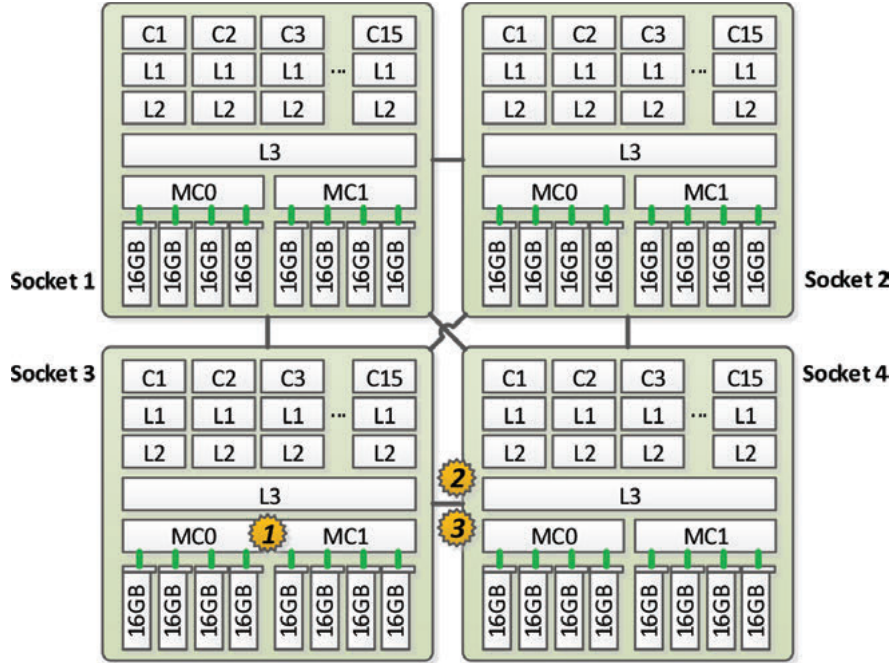 C1 C2 C3 C15 C1 C2 C3 C15
L1 L1 L1 ... L1 L1 L1 L1 ... L1
L2 L2 L2 L2 L2 L2 L2 L2
L3 L3
MC0 MC1 MC0 MC1
16GB 16GB 16GB 16GB 16GB 16GB 16GB 16GB 16GB 16GB 16GB 16GB 16GB 16GB 16GB 16GB
Socket 1 Socket 2
Socket 3 Socket 4
C1 C2 C3 C15 C1 C2 C3 C15
L1 L1 L1 ... L1 L1 L1 L1 ... L1
L2 L2 L2 L2 L2 L2 L2 L2
2
L3 L3
MC0 1 MC1 3 MC0 MC1
16GB 16GB 16GB 16GB 16GB 16GB 16GB 16GB 16GB 16GB 16GB 16GB 16GB 16GB 16GB 16GB